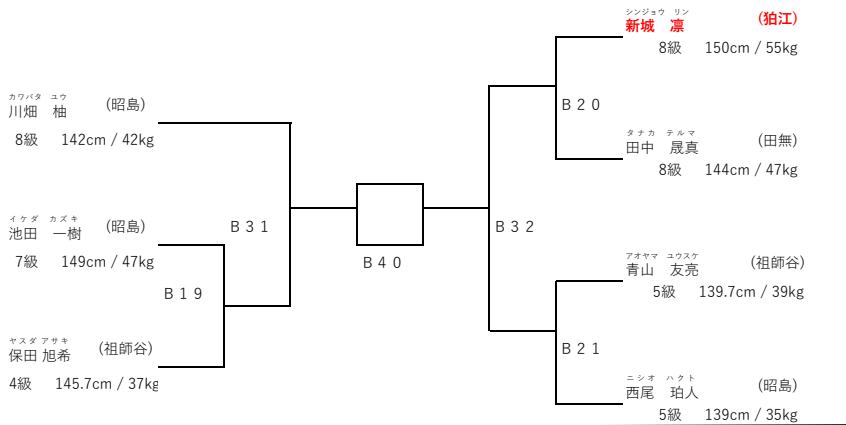 カワバタ ユウ
川畑 柚 (昭島)
8級 142cm / 42kg
イケダ カズキ
池田 一樹 (昭島)
7級 149cm / 47kg
ヤスダ アサキ
保田 旭希 (祖師谷)
4級 145.7cm / 37kg
B19
B31
B40
B32
B20
B21
シンジョウ リン
新城 凛 (狛江)
8級 150cm / 55kg
タナカ テルマ
田中 晟真 (田無)
8級 144cm / 47kg
アオヤマ ユウスケ
青山 友亮 (祖師谷)
5級 139.7cm / 39kg
ニシオ ハクト
西尾 珀人 (昭島)
5級 139cm / 35kg